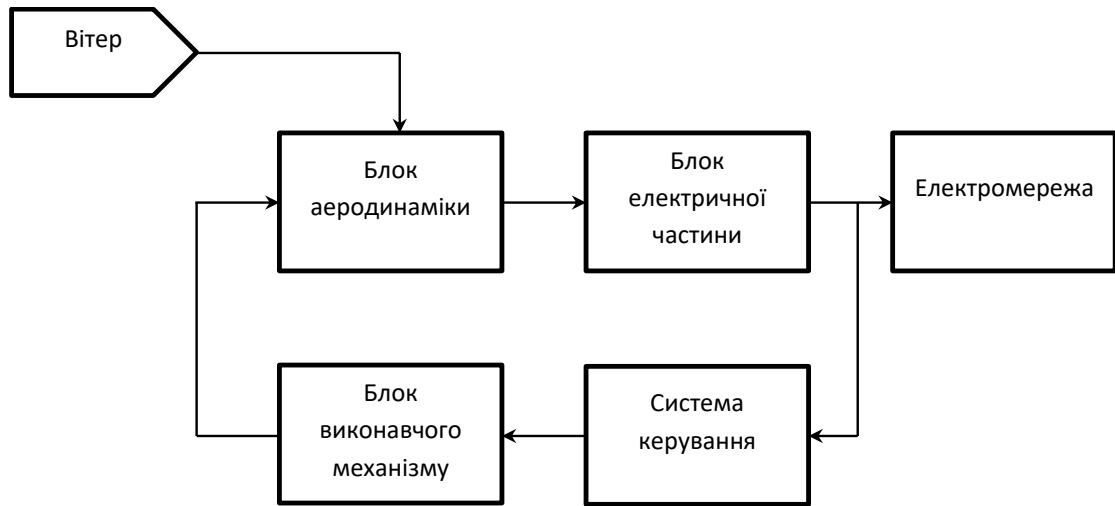 Вітер
Блок
аеродинаміки
Блок
електричної
частини
Електромережа
Блок
виконавчого
механізму
Система
керування